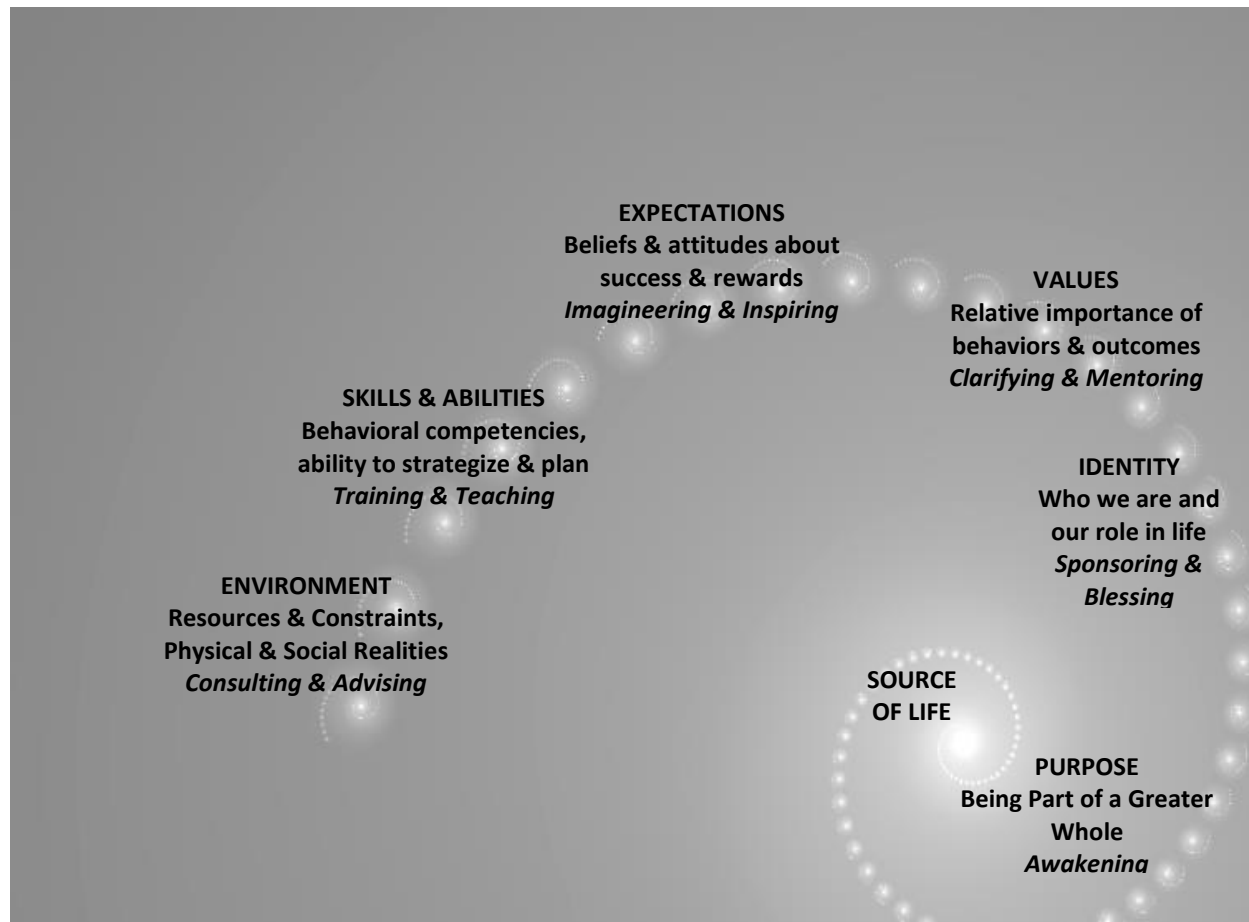 EXPECTATIONS
Beliefs & attitudes about
success & rewards
Imagineering & Inspiring
VALUES
Relative importance of
behaviors & outcomes
Clarifying & Mentoring
SKILLS & ABILITIES
Behavioral competencies,
ability to strategize & plan
Training & Teaching
IDENTITY
Who we are and
our role in life
Sponsoring &
Blessing
ENVIRONMENT
Resources & Constraints,
Physical & Social Realities
Consulting & Advising
SOURCE
OF LIFE
PURPOSE
Being Part of a Greater
Whole
Awakening